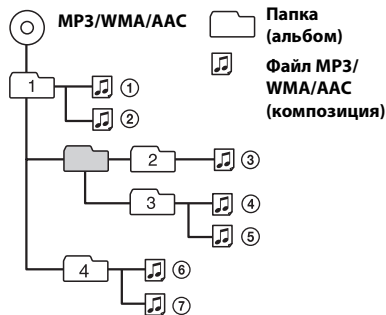 MP3/WMA/AAC
Папка
(альбом)
Файл MP3/
WMA/AAC
(композиция)
1
①
②
2
③
3
④
⑤
4
⑥
⑦